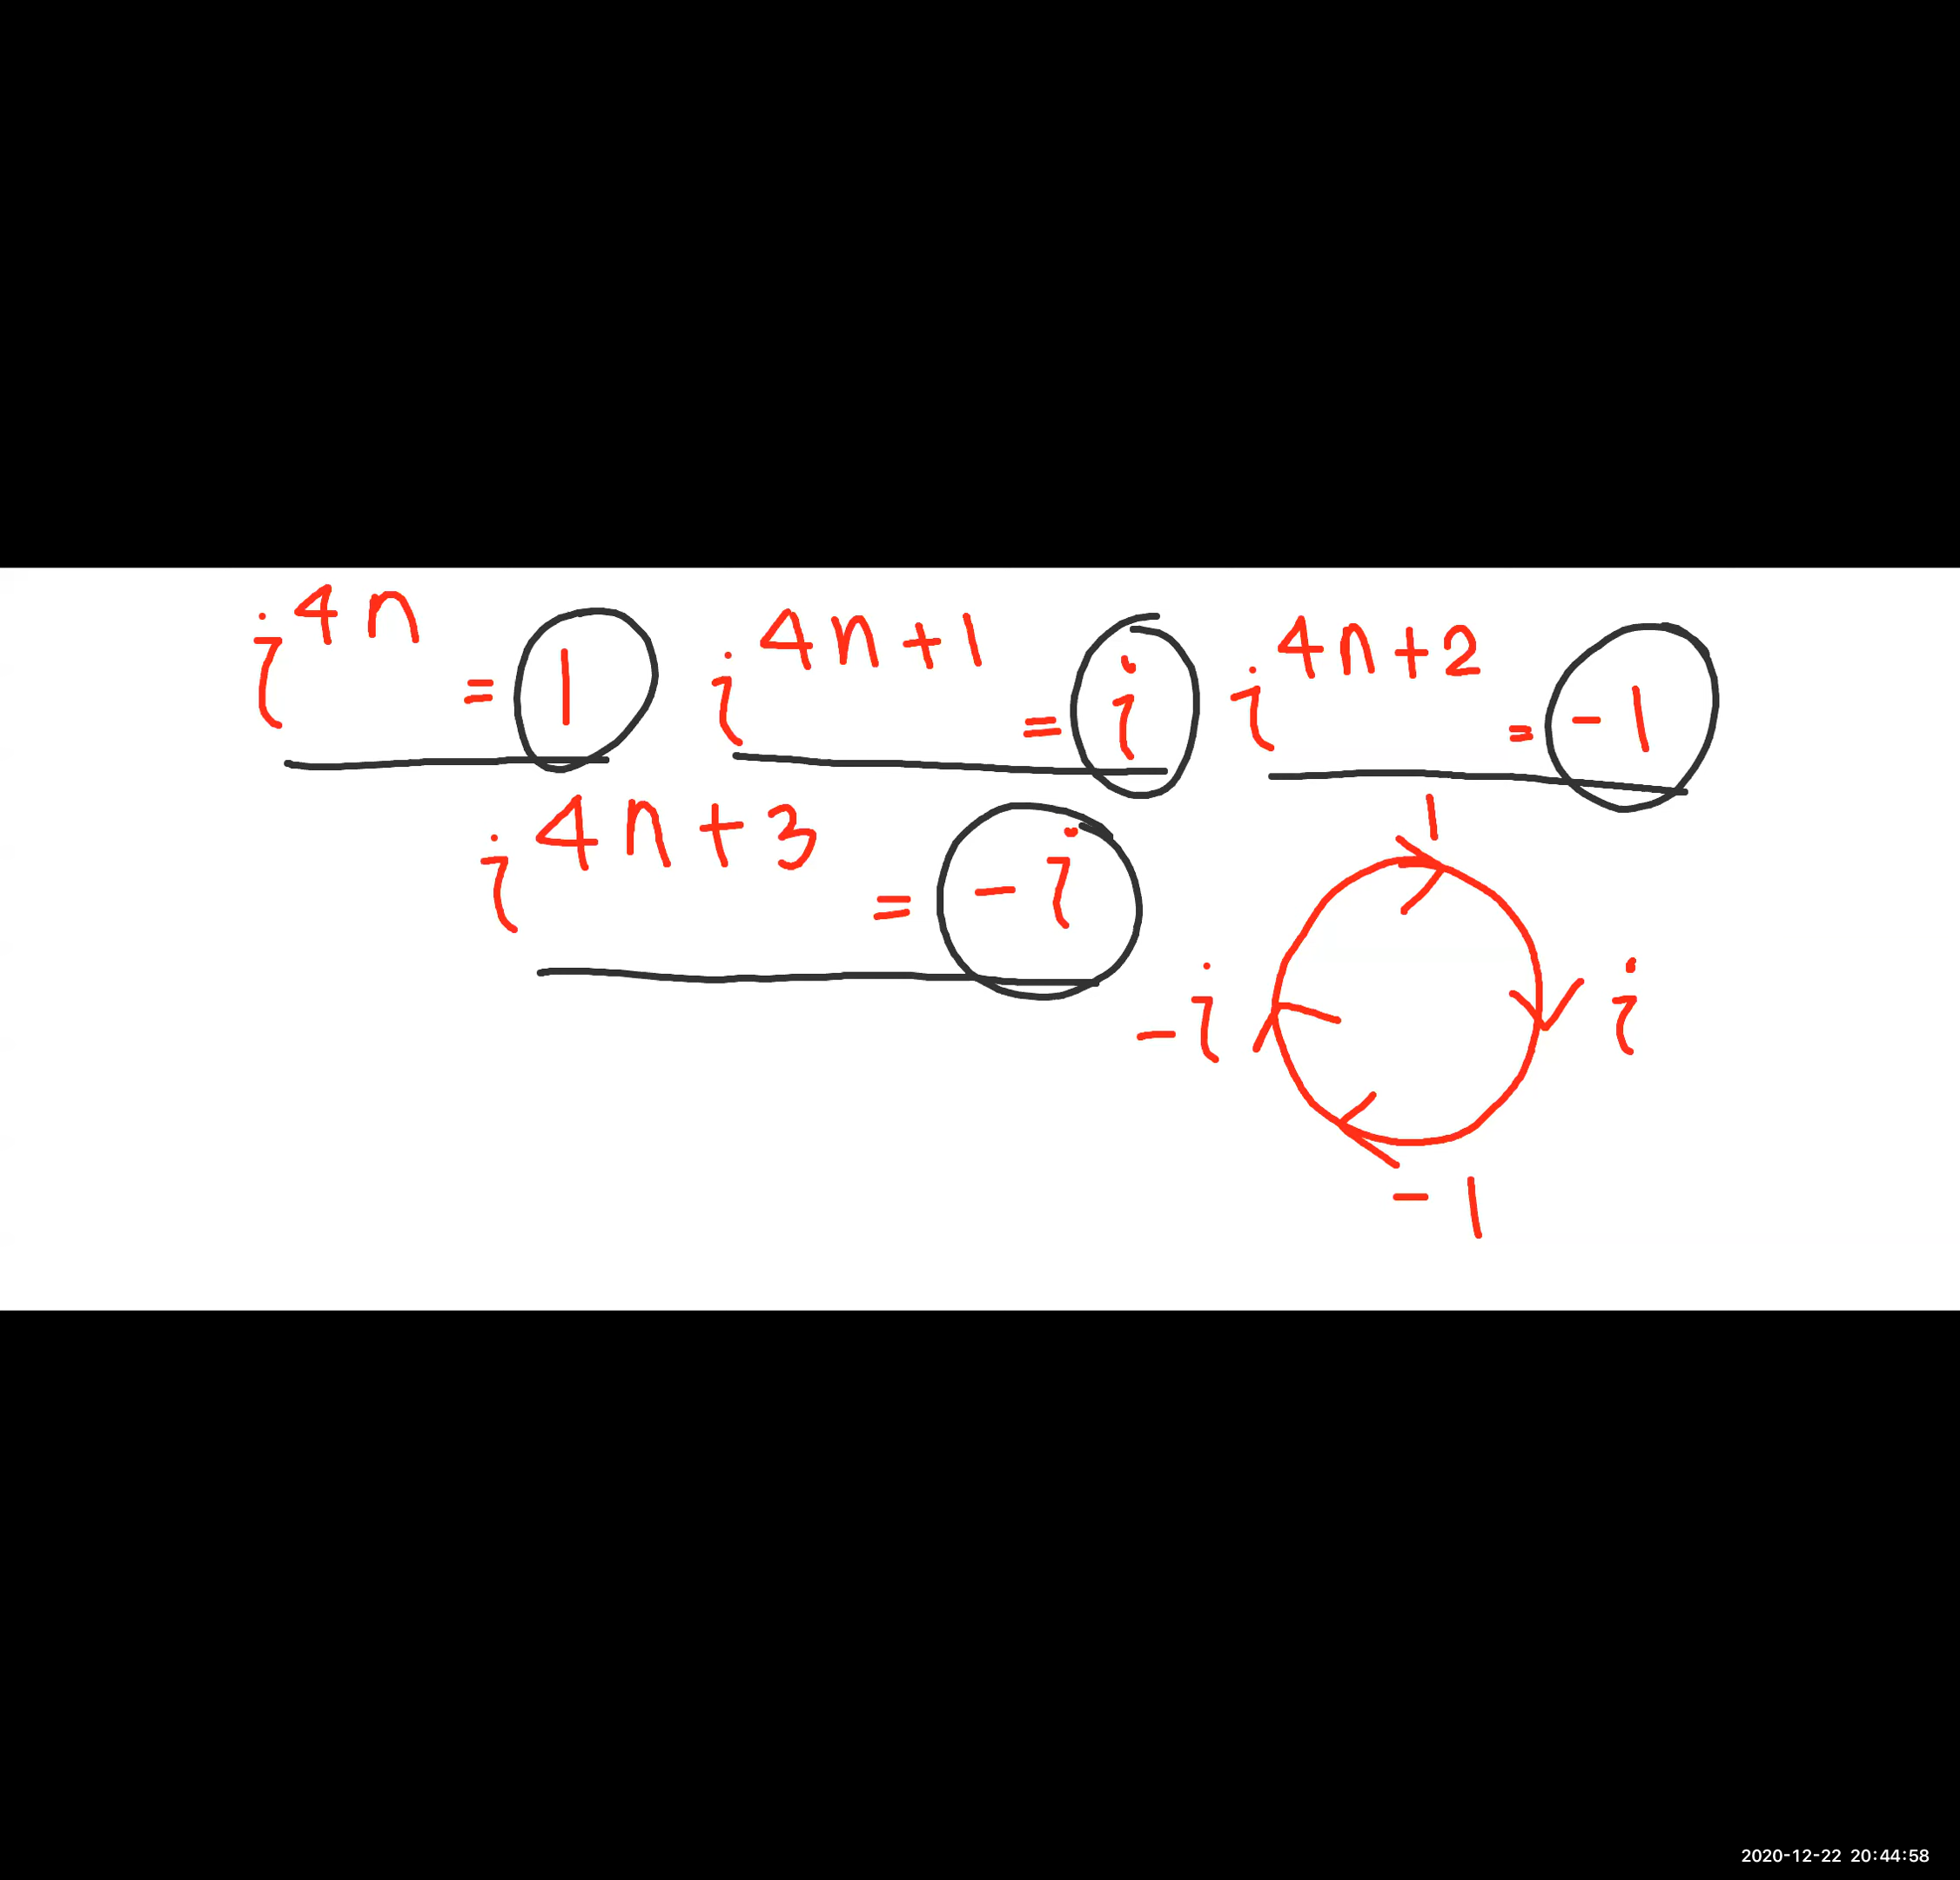 i^4n = 1 i^4n+1 = i i^4n+2 = -1
i^4n+3 = -i
1
-i i
-1
2020-12-22 20:44:58